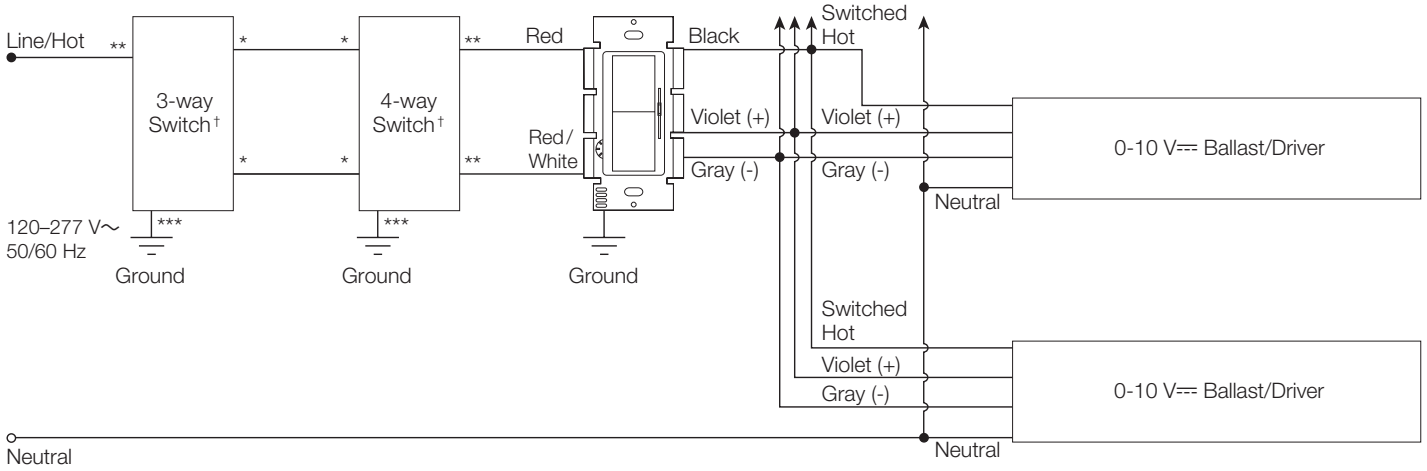 Line/Hot
**
3-way
Switch†
*
*
*
*
4-way
Switch†
**
**
Red
Red/
White
Black
Violet (+)
Gray (-)
Switched
Hot
Violet (+)
Gray (-)
Neutral
0-10 V⎓ Ballast/Driver
120–277 V~
50/60 Hz
***
Ground
***
Ground
Ground
Switched
Hot
Violet (+)
Gray (-)
Neutral
0-10 V⎓ Ballast/Driver
Neutral